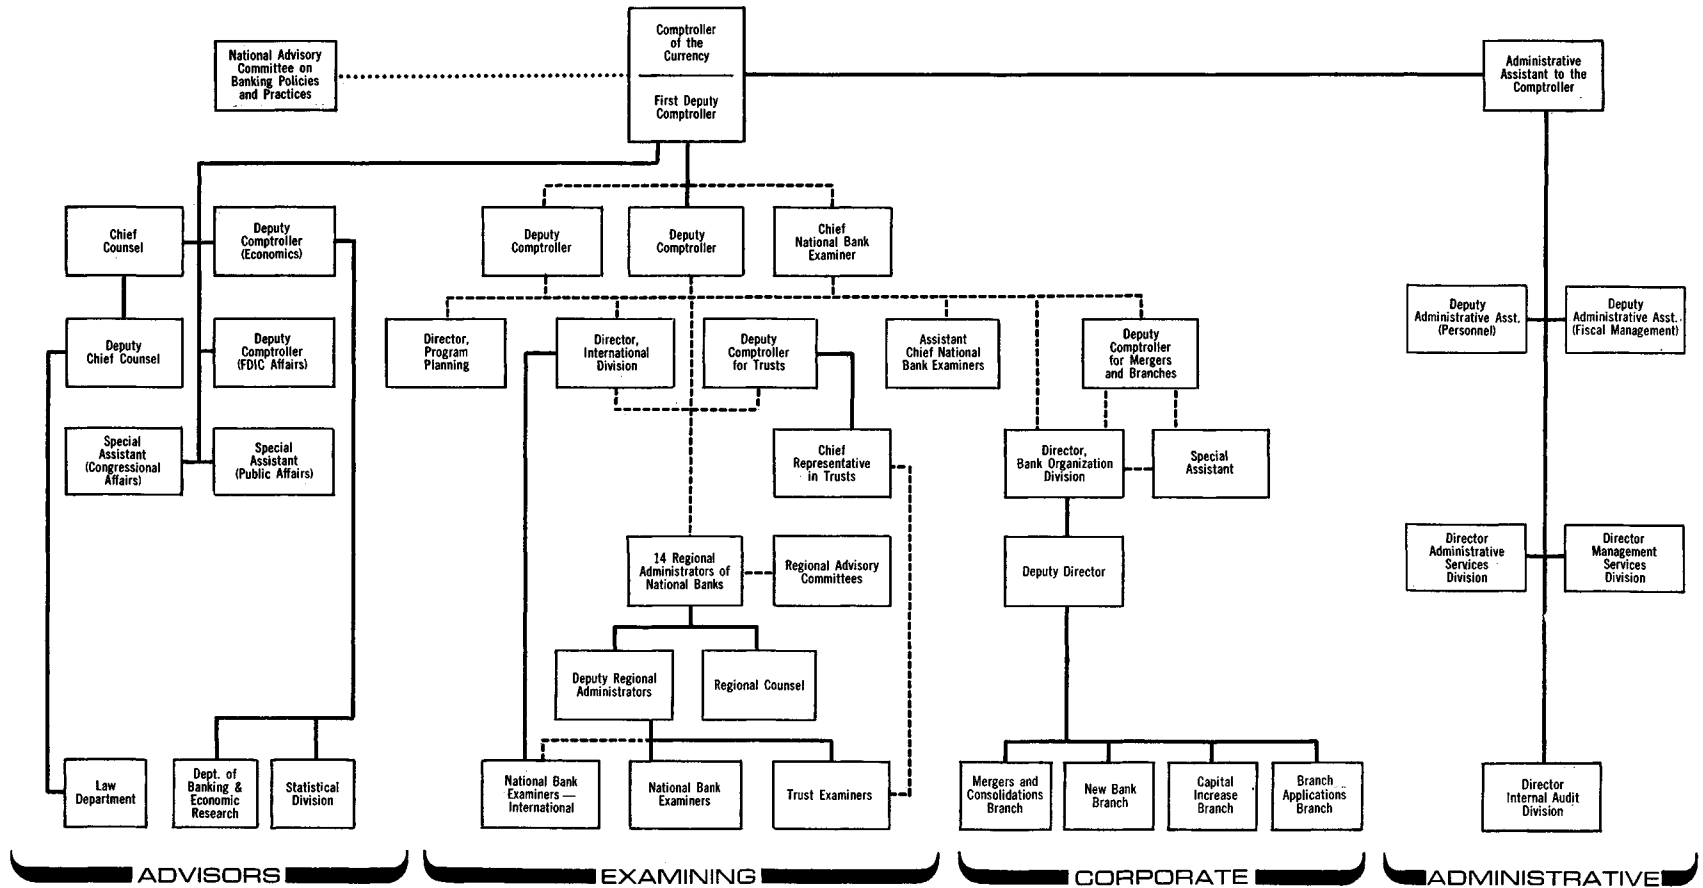 Comptroller
of the
Currency
First Deputy
Comptroller
National Advisory
Committee on
Banking Policies
and Practices
Administrative
Assistant to the
Comptroller
Chief
Counsel
Deputy
Comptroller
(Economics)
Deputy
Comptroller
Deputy
Comptroller
Chief
National Bank
Examiner
Deputy
Administrative Asst.
(Personnel)
Deputy
Administrative Asst.
(Fiscal Management)
Deputy
Chief Counsel
Deputy
Comptroller
(FDIC Affairs)
Director,
Program
Planning
Director,
International
Division
Deputy
Comptroller
for Trusts
Assistant
Chief National
Bank Examiners
Deputy
Comptroller
for Mergers
and Branches
Special
Assistant
(Congressional
Affairs)
Special
Assistant
(Public Affairs)
Chief
Representative
in Trusts
Director,
Bank Organization
Division
Special
Assistant
14 Regional
Administrators of
National Banks
Regional Advisory
Committees
Deputy Director
Director
Administrative
Services
Division
Director
Management
Services
Division
Deputy Regional
Administrators
Regional Counsel
Law
Department
Dept. of
Banking &
Economic
Research
Statistical
Division
National Bank
Examiners—
International
National Bank
Examiners
Trust Examiners
Mergers and
Consolidations
Branch
New Bank
Branch
Capital
Increase
Branch
Branch
Applications
Branch
Director
Internal Audit
Division
ADVISORS
EXAMINING
CORPORATE
ADMINISTRATIVE